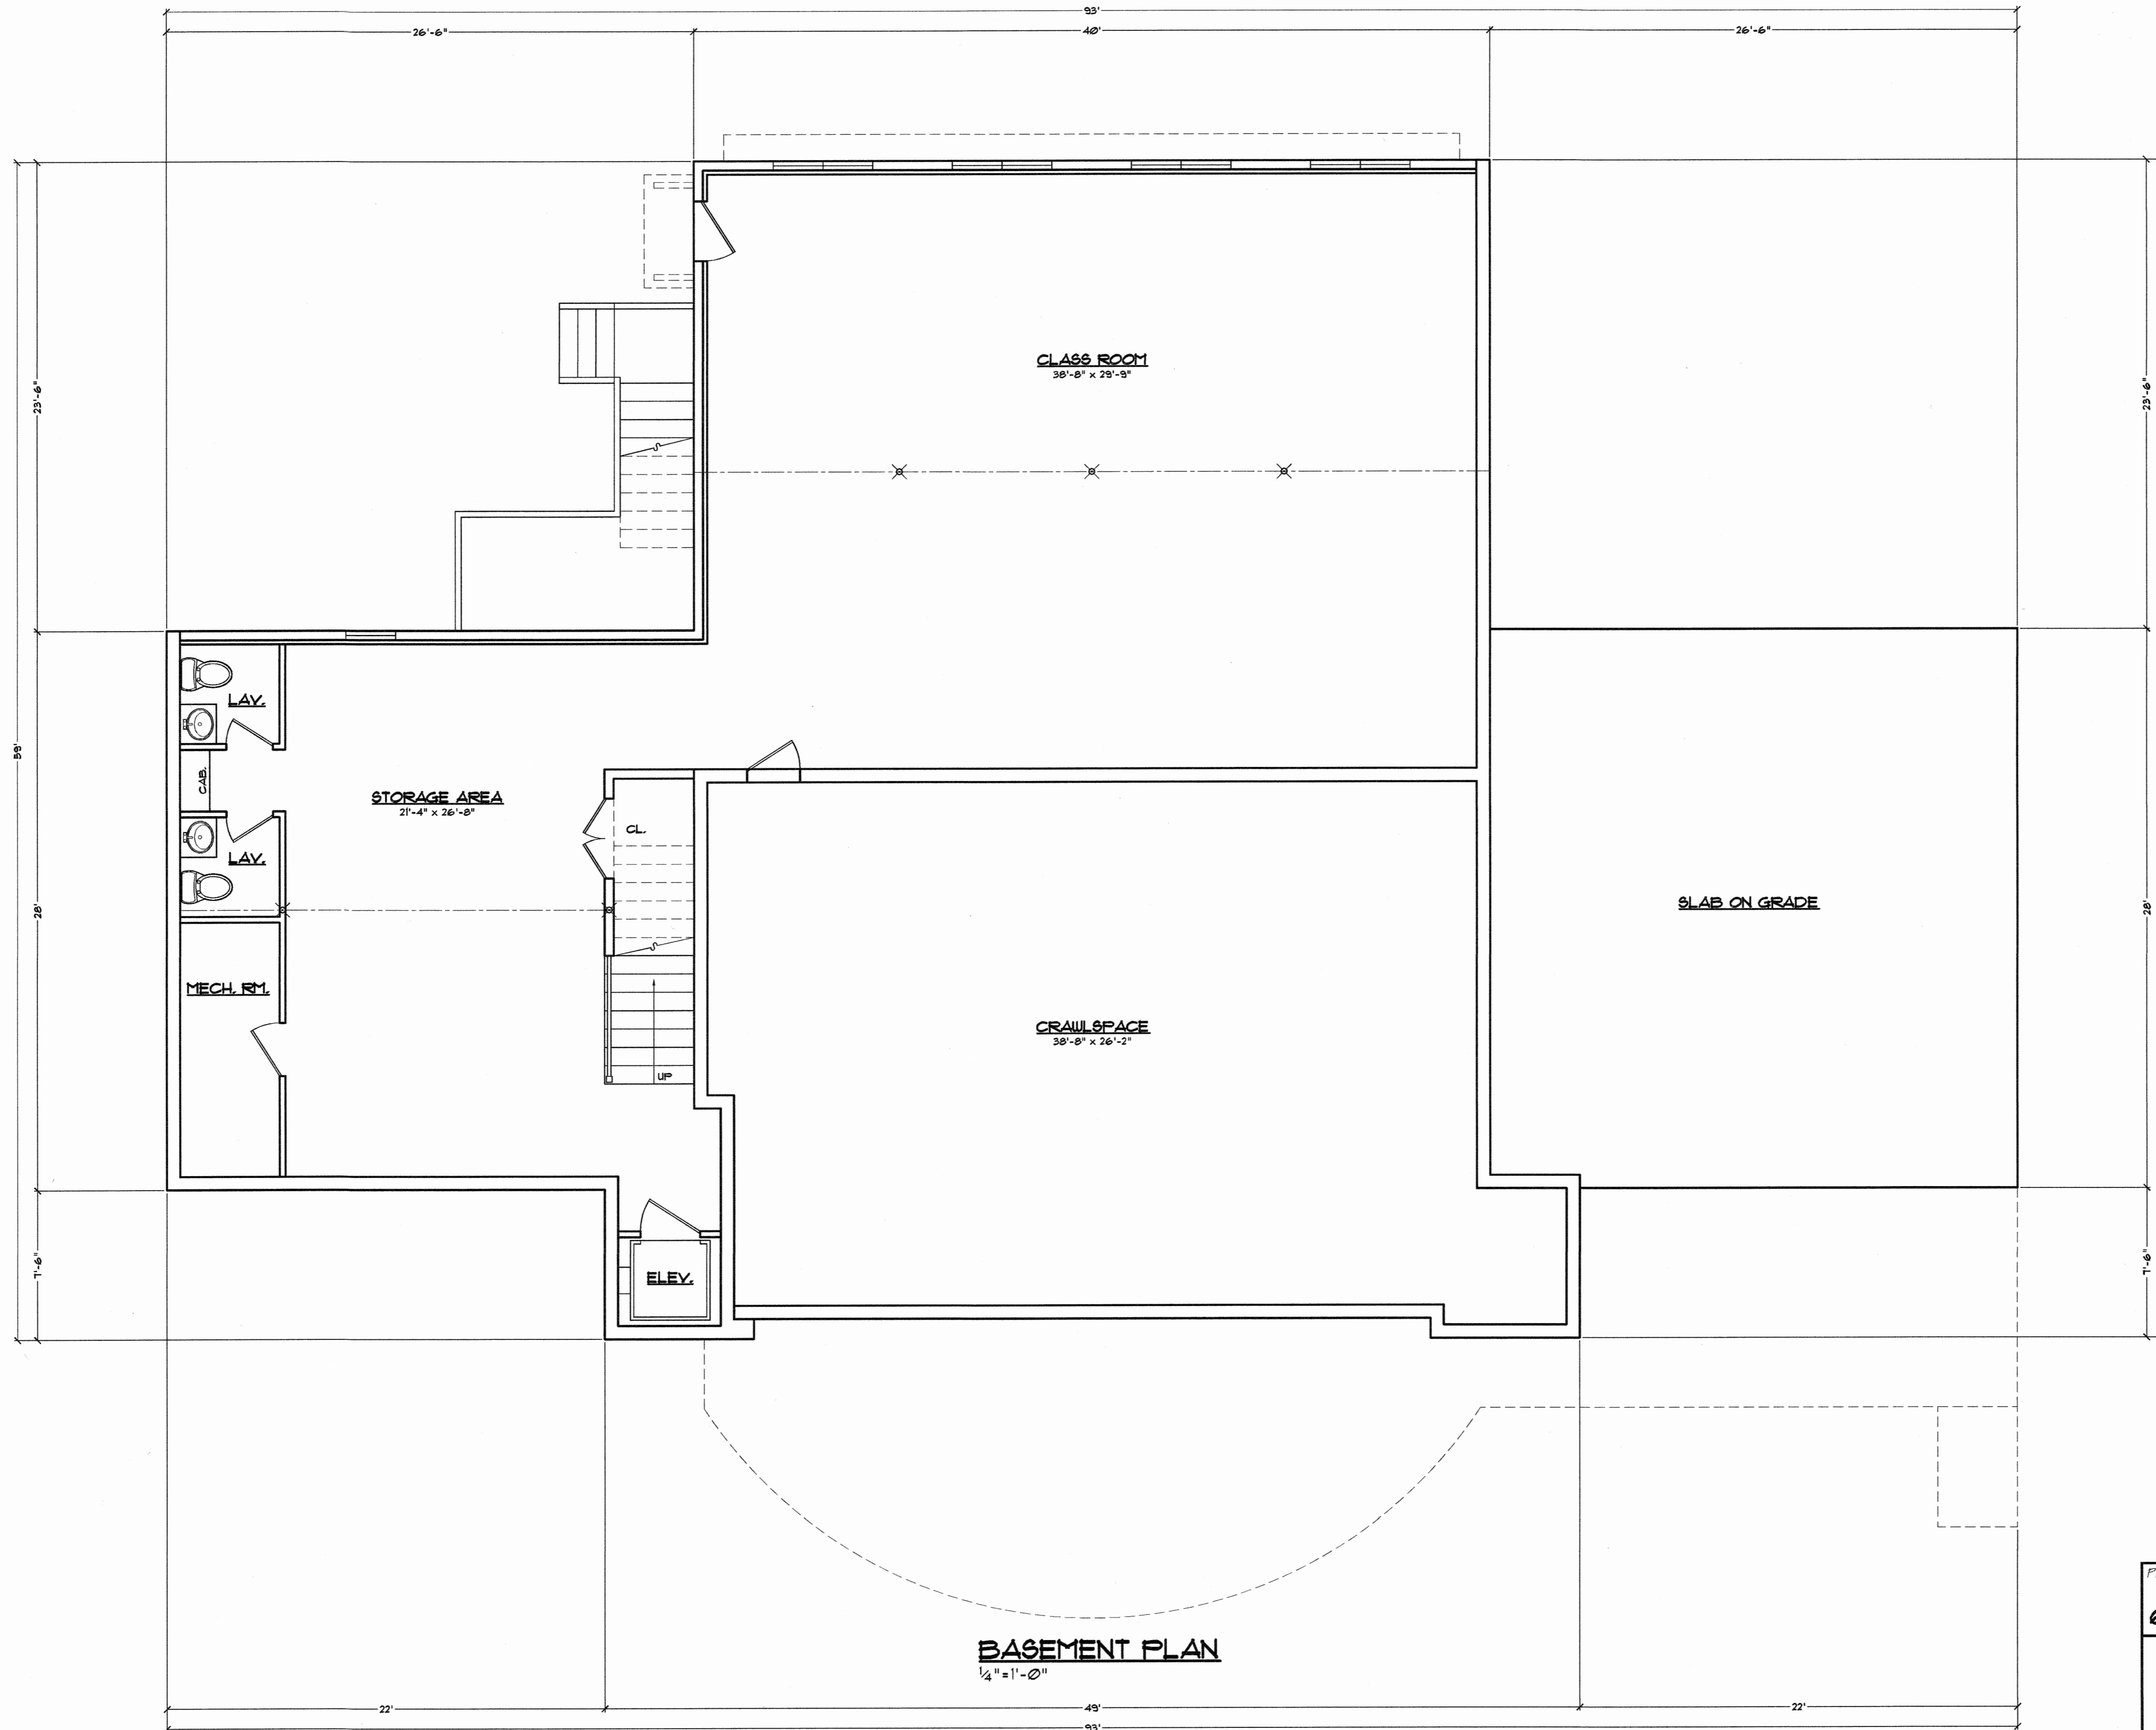 93'
26'-6"
40'
26'-6"
CLASS ROOM
38'-8" x 29'-9"
23'-6"
23'-6"
LAV.
59'
CAB.
STORAGE AREA
21'-4" x 26'-8"
CL.
LAV.
28'
28'
SLAB ON GRADE
MECH. RM.
CRAWLSPACE
38'-8" x 26'-2"
UP
7'-6"
7'-6"
ELEV.
BASEMENT PLAN
1/4"=1'-0"
22'
49'
22'
93'